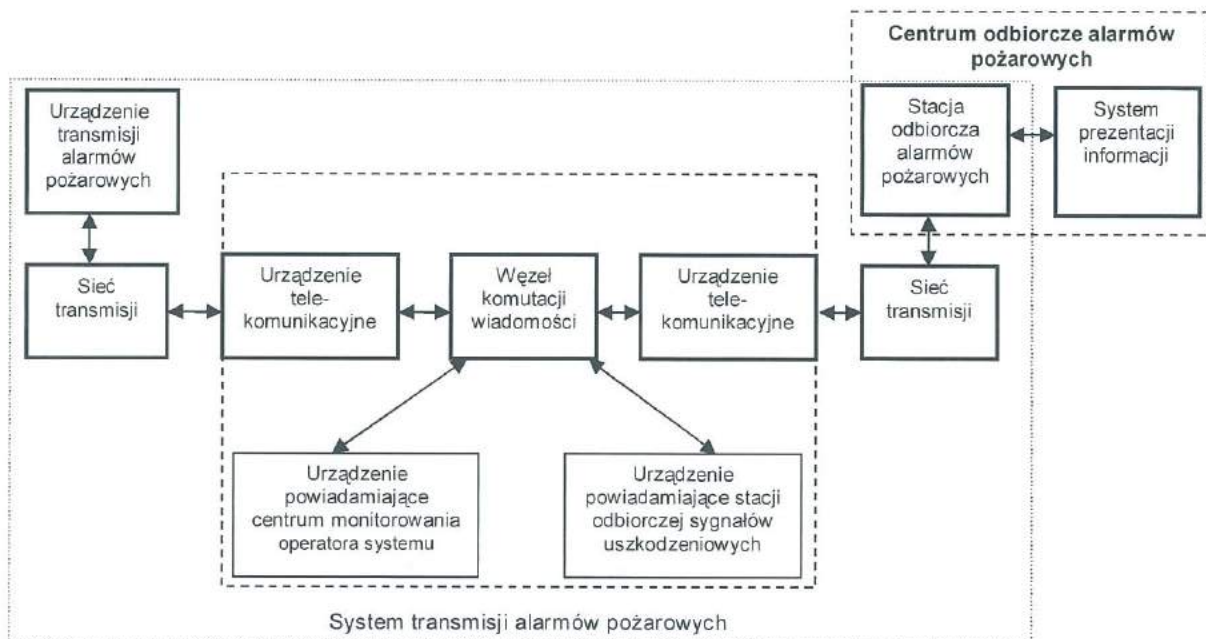 Centrum odbiorcze alarmów
pożarowych
Urządzenie
transmisji
alarmów
pożarowych
Stacja
odbiorcza
alarmów
pożarowych
System
prezentacji
informacji
Sieć
transmisji
Urządzenie
tele-
komunikacyjne
Węzeł
komutacji
wiadomości
Urządzenie
tele-
komunikacyjne
Sieć
transmisji
Urządzenie
powiadamiające
centrum monitorowania
operatora systemu
Urządzenie
powiadamiające stacji
odbiorczej sygnałów
uszkodzeniowych
System transmisji alarmów pożarowych